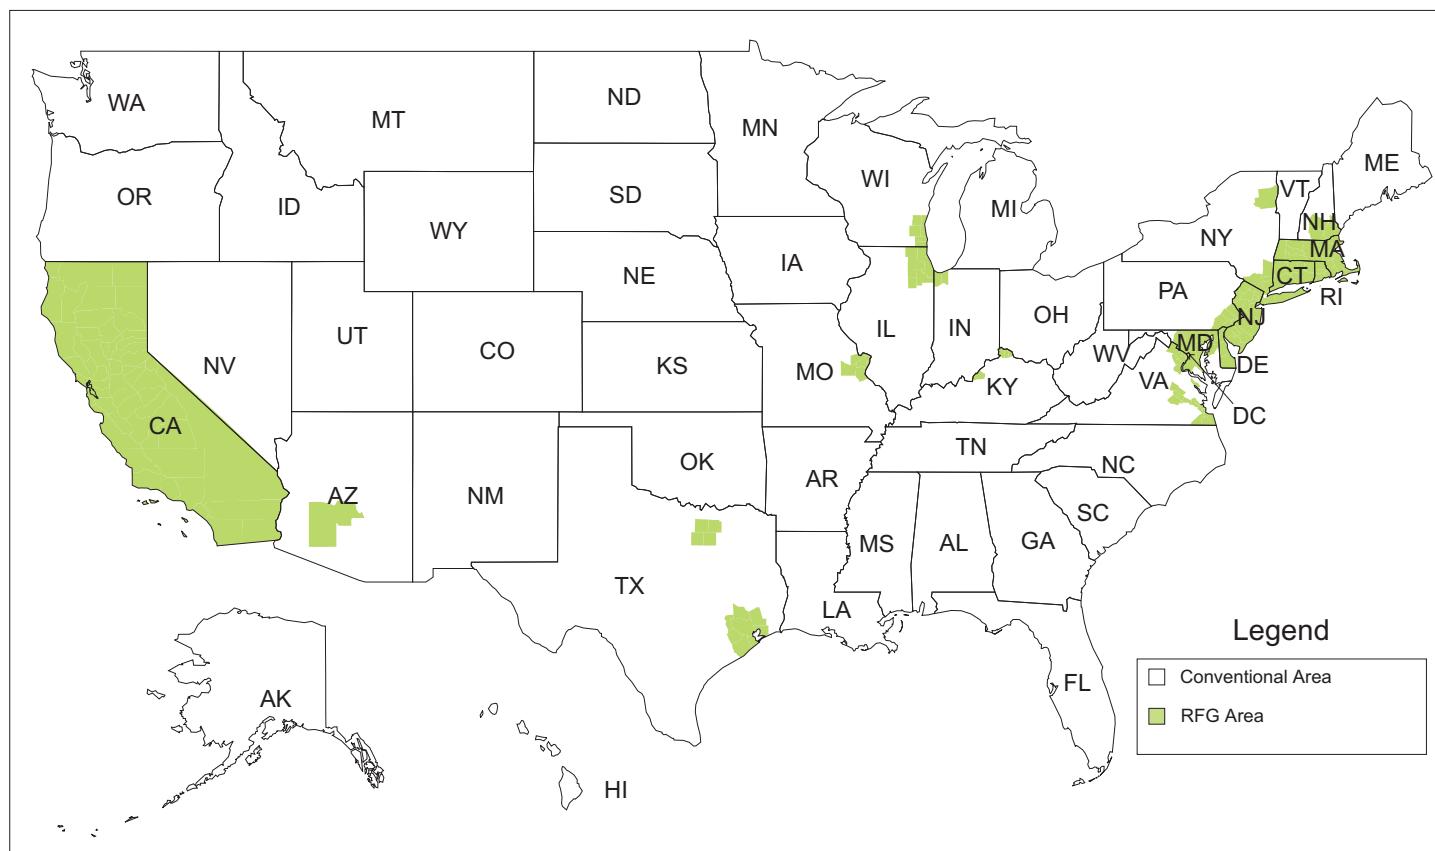 WA
MT
ND
MN
ME
OR
ID
SD
WI
MI
VT
NH
WY
NY
MA
IA
NE
CT
RI
PA
NV
UT
CO
IL
IN
OH
NJ
MD
KS
MO
WV
DE
KY
VA
DC
CA
TN
NC
OK
AZ
NM
AR
SC
MS
AL
GA
TX
LA
AK
FL
HI
Legend
Conventional Area
RFG Area